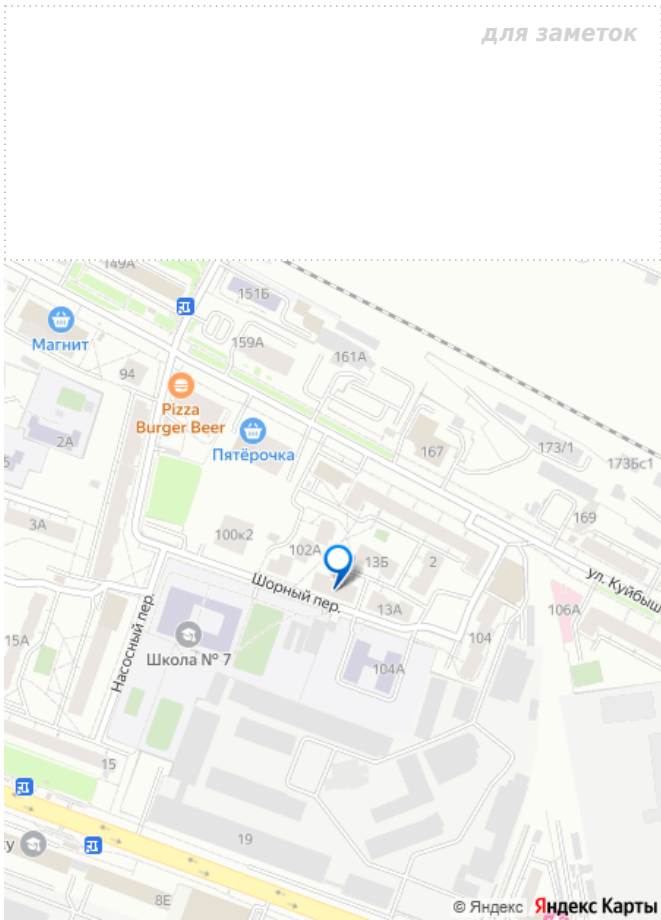 для заметок
149А
151Б
159А
Магнит
161А
94
Pizza
Burger Beer
Пятёрочка
2А
167
173/1
173Бс1
5
169
3А
100к2
102А
13Б
2
Шорный пер.
ул. Куйбыш
13А
106А
Насосный пер.
15А
Школа № 7
104
104А
15
19
у
8Е
© Яндекс Яндекс Карты